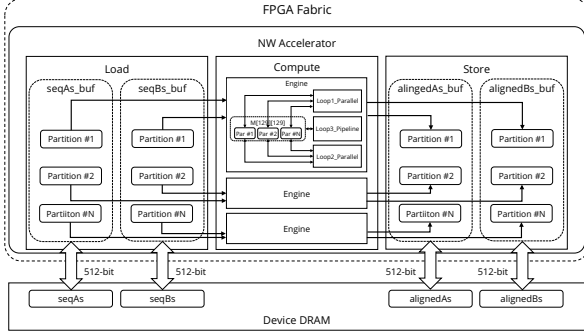 FPGA Fabric
NW Accelerator
Load
Compute
Store
seqAs_buf
seqBs_buf
Engine
alingedAs_buf
alignedBs_buf
M[129][129]
Par #1
Par #2
Par #N
Loop1_Parallel
Loop3_Pipeline
Loop2_Parallel
Partition #1
Partition #1
Partition #1
Partition #1
Partition #2
Partition #2
Engine
Partition #2
Partition #2
Partiiton #N
Partition #N
Engine
Partition #N
Partition #N
512-bit
512-bit
512-bit
512-bit
seqAs
seqBs
alignedAs
alignedBs
Device DRAM